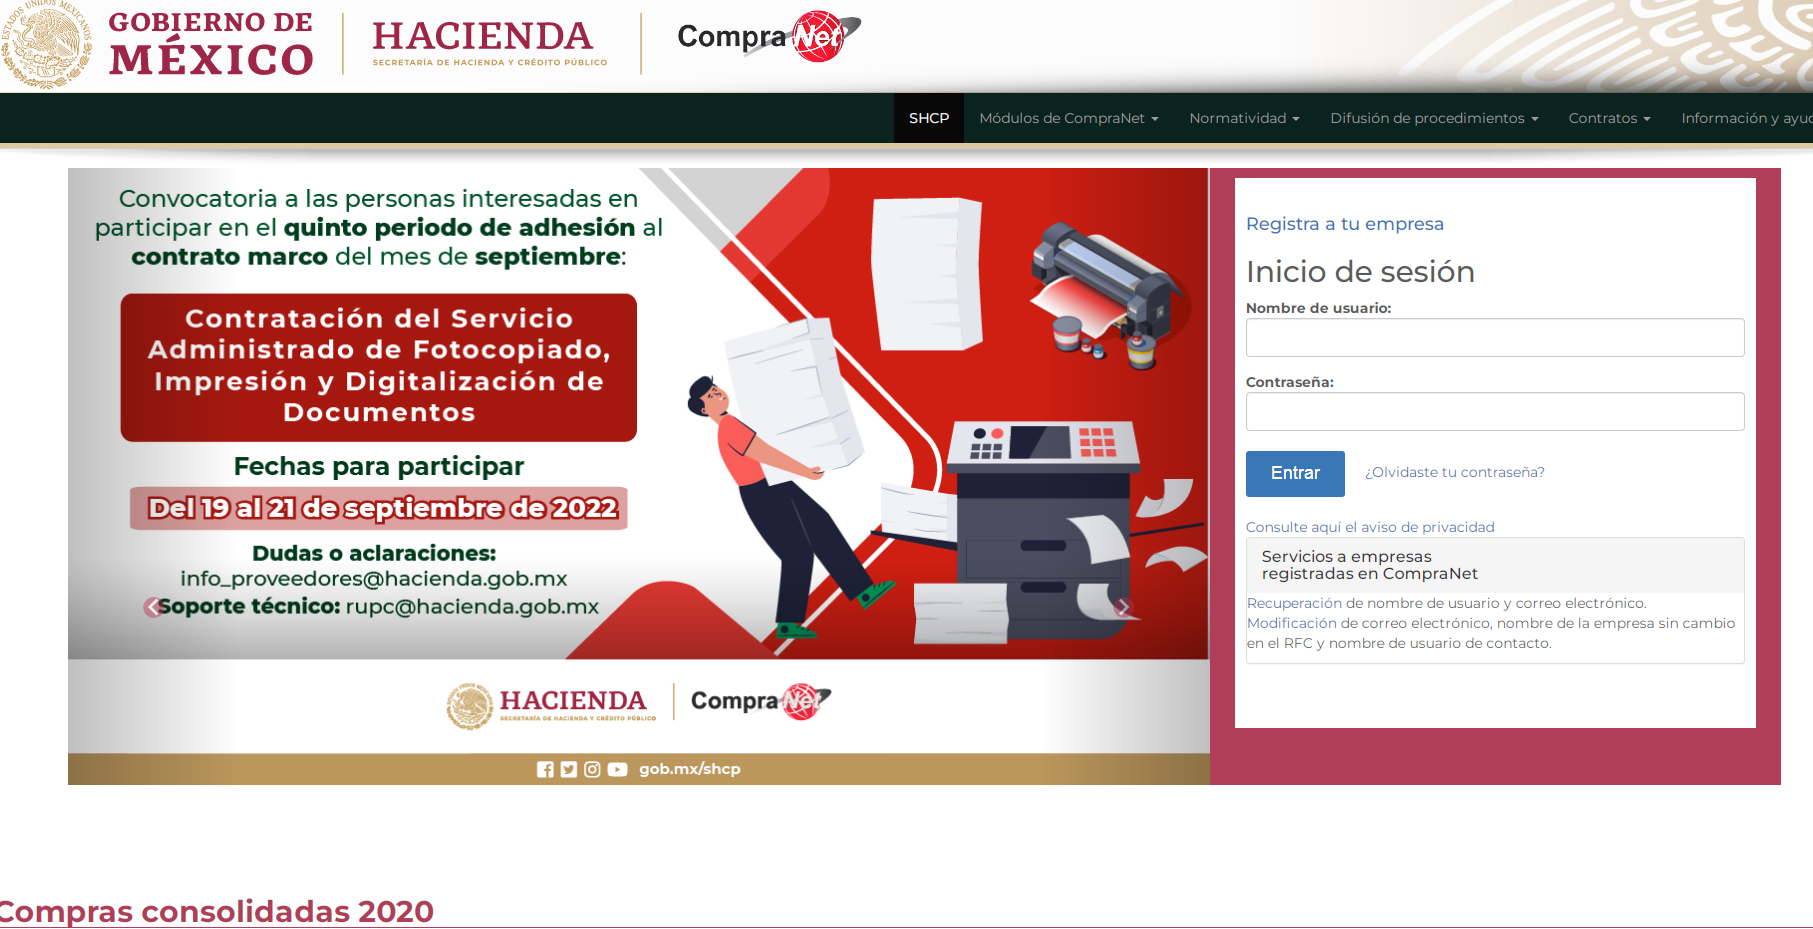 ESTADOS UNIDOS MEXICANOS
GOBIERNO DE
MÉXICO
HACIENDA
SECRETARÍA DE HACIENDA Y CRÉDITO PÚBLICO
CompraNet
SHCP
Módulos de CompraNet
Normatividad
Difusión de procedimientos
Contratos
Información y ayu
Convocatoria a las personas interesadas en
participar en el quinto periodo de adhesión al
contrato marco del mes de septiembre:
Contratación del Servicio
Administrado de Fotocopiado,
Impresión y Digitalización de
Documentos
Fechas para participar
Del 19 al 21 de septiembre de 2022
Dudas o aclaraciones:
info_proveedores@hacienda.gob.mx
Soporte técnico: rupc@hacienda.gob.mx
HACIENDA
SECRETARÍA DE HACIENDA Y CRÉDITO PÚBLICO
CompraNet
gob.mx/shcp
Registra a tu empresa
Inicio de sesión
Nombre de usuario:
Contraseña:
Entrar
¿Olvidaste tu contraseña?
Consulte aquí el aviso de privacidad
Servicios a empresas
registradas en CompraNet
Recuperación de nombre de usuario y correo electrónico.
Modificación de correo electrónico, nombre de la empresa sin cambio
en el RFC y nombre de usuario de contacto.
Compras consolidadas 2020